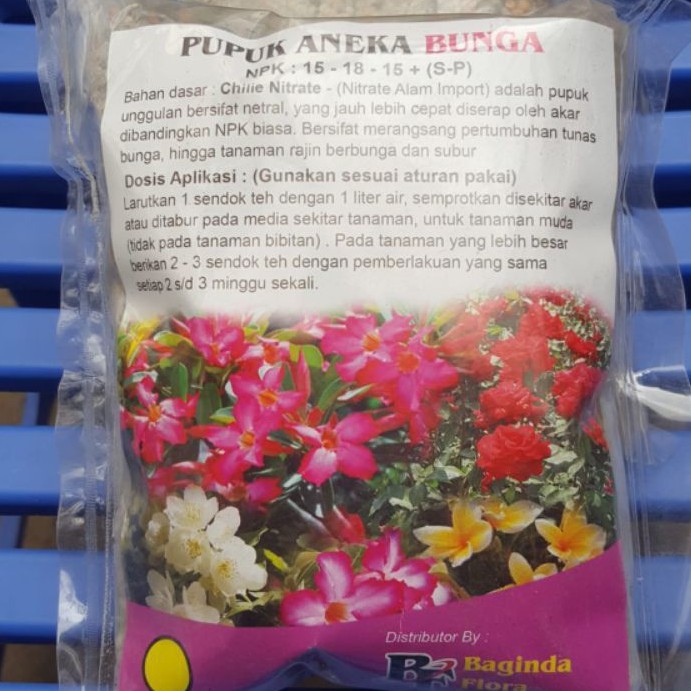 PUPUK ANEKA BUNGA
NPK : 15 - 18 - 15 + (S-P)
Bahan dasar : Chilie Nitrate - (Nitrate Alam Import) adalah pupuk
unggulan bersifat netral, yang jauh lebih cepat diserap oleh akar
dibandingkan NPK biasa. Bersifat merangsang pertumbuhan tunas
bunga, hingga tanaman rajin berbunga dan subur
Dosis Aplikasi : (Gunakan sesuai aturan pakai)
Larutkan 1 sendok teh dengan 1 liter air, semprotkan disekitar akar
atau ditabur pada media sekitar tanaman, untuk tanaman muda
(tidak pada tanaman bibitan) . Pada tanaman yang lebih besar
berikan 2 - 3 sendok teh dengan pemberlakuan yang sama
setiap 2 s/d 3 minggu sekali.
Distributor By :
BF Baginda
Flora